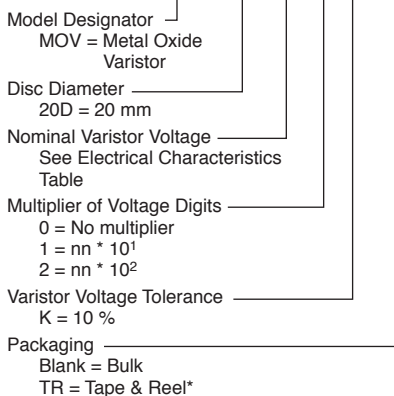 Model Designator
MOV = Metal Oxide
Varistor
Disc Diameter
20D = 20 mm
Nominal Varistor Voltage
See Electrical Characteristics
Table
Multiplier of Voltage Digits
0 = No multiplier
1 = nn * 10¹
2 = nn * 10²
Varistor Voltage Tolerance
K = 10 %
Packaging
Blank = Bulk
TR = Tape & Reel*